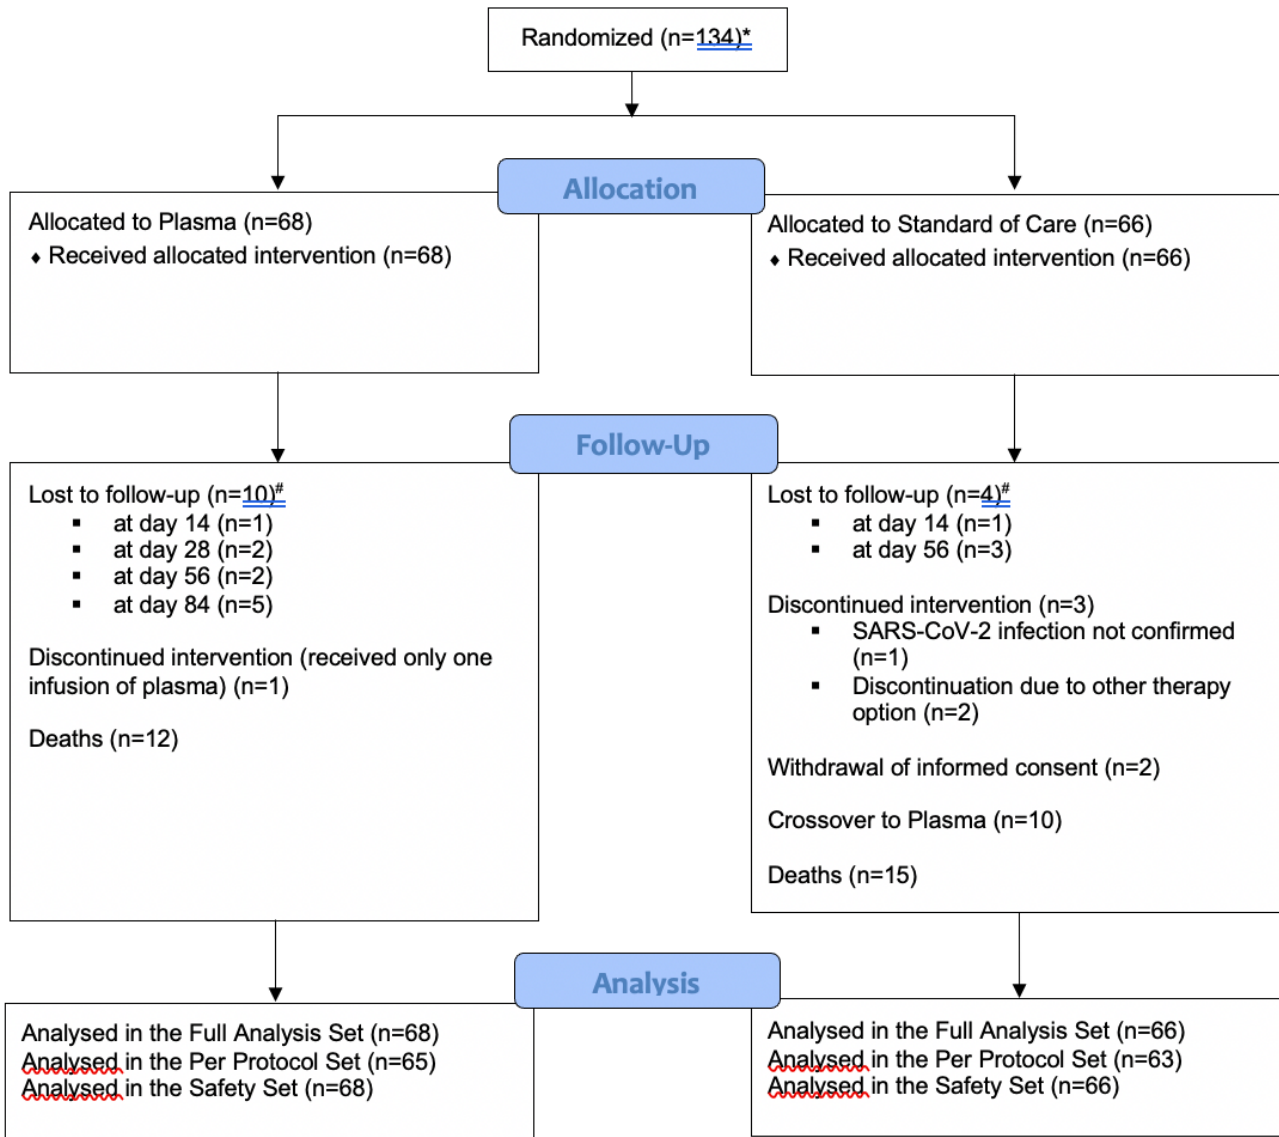 Randomized (n=134)*
Allocation
Allocated to Plasma (n=68)
♦ Received allocated intervention (n=68)
Allocated to Standard of Care (n=66)
♦ Received allocated intervention (n=66)
Follow-Up
Lost to follow-up (n=10)#
▪ at day 14 (n=1)
▪ at day 28 (n=2)
▪ at day 56 (n=2)
▪ at day 84 (n=5)
Discontinued intervention (received only one
infusion of plasma) (n=1)
Deaths (n=12)
Lost to follow-up (n=4)#
▪ at day 14 (n=1)
▪ at day 56 (n=3)
Discontinued intervention (n=3)
▪ SARS-CoV-2 infection not confirmed
(n=1)
▪ Discontinuation due to other therapy
option (n=2)
Withdrawal of informed consent (n=2)
Crossover to Plasma (n=10)
Deaths (n=15)
Analysis
Analysed in the Full Analysis Set (n=68)
Analysed in the Per Protocol Set (n=65)
Analysed in the Safety Set (n=68)
Analysed in the Full Analysis Set (n=66)
Analysed in the Per Protocol Set (n=63)
Analysed in the Safety Set (n=66)